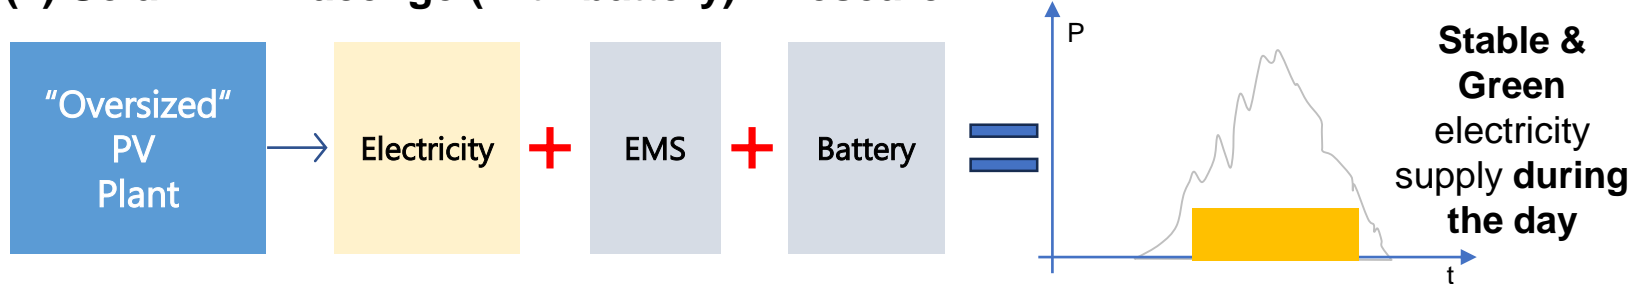 “Oversized“
PV
Plant
Electricity
+
EMS
+
Battery
=
P
t
Stable &
Green
electricity
supply during
the day